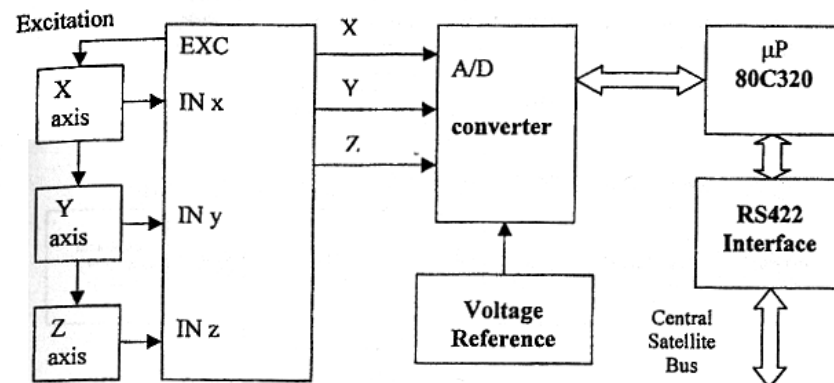 Excitation
EXC
X
axis
IN x
Y
axis
IN y
Z
axis
IN z
X
Y
Z
A/D
converter
Voltage
Reference
μP
80C320
RS422
Interface
Central
Satellite
Bus